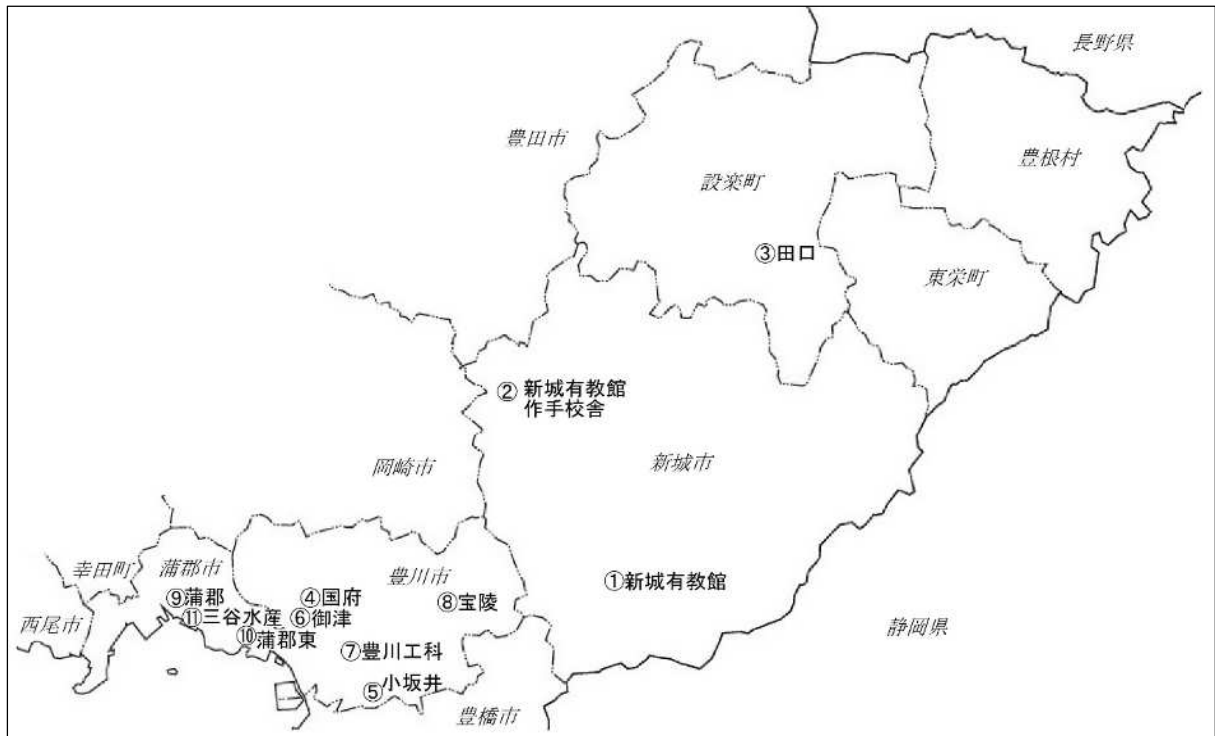 長野県
豊田市
豊根村
設楽町
③田口
東栄町
②新城有教館
作手校舎
岡崎市
新城市
幸田町
蒲郡市
豊川市
①新城有教館
⑨蒲郡
④国府
⑧宝陵
西尾市
⑪三谷水産
⑥御津
静岡県
⑩蒲郡東
⑦豊川工科
⑤小坂井
豊橋市